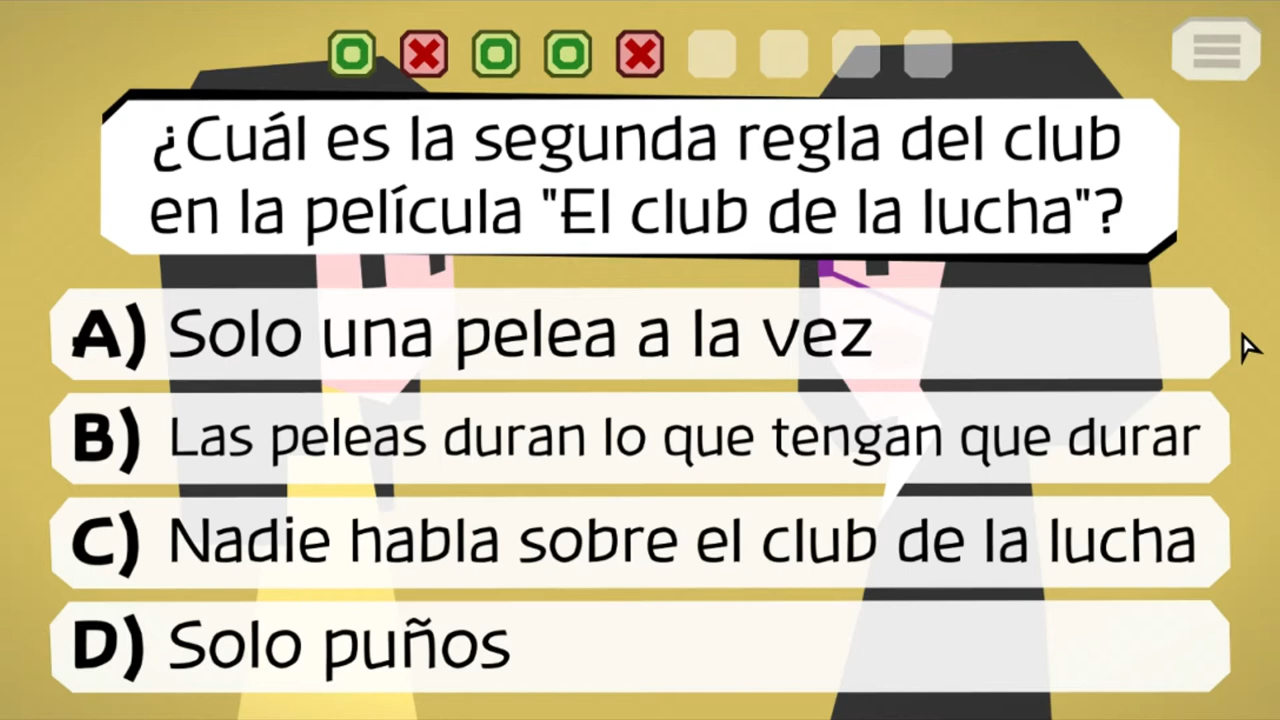 ¿Cuál es la segunda regla del club
en la película "El club de la lucha"?
A) Solo una pelea a la vez
B) Las peleas duran lo que tengan que durar
C) Nadie habla sobre el club de la lucha
D) Solo puños